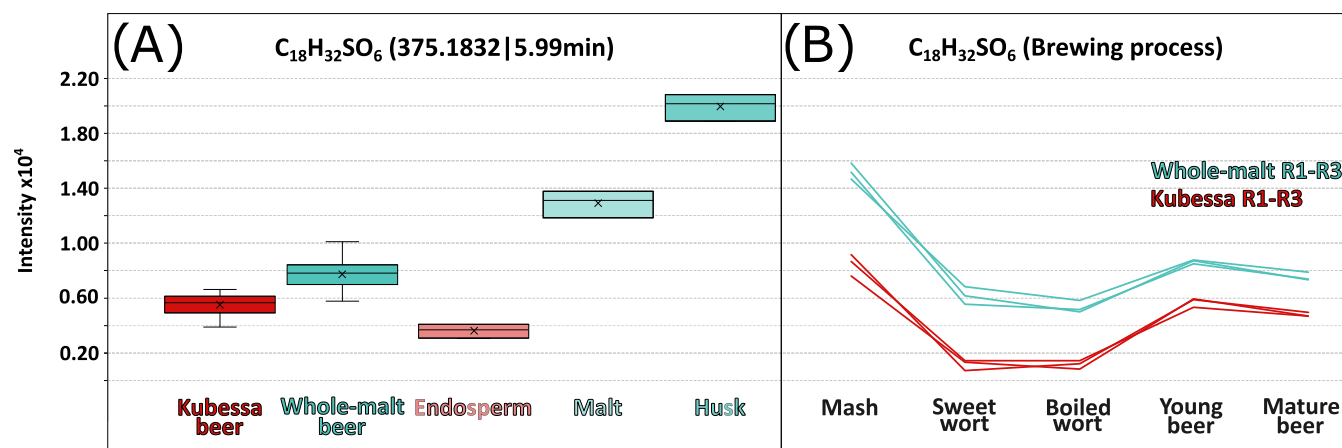 (A)
C₁₈H₃₂SO₆ (375.1832|5.99min)
Intensity x10⁴
2.20
1.80
1.40
1.00
0.60
0.20
Kubessa
beer
Whole-malt
beer
Endosperm
Malt
Husk
(B)
C₁₈H₃₂SO₆ (Brewing process)
Whole-malt R1-R3
Kubessa R1-R3
Mash
Sweet
wort
Boiled
wort
Young
beer
Mature
beer